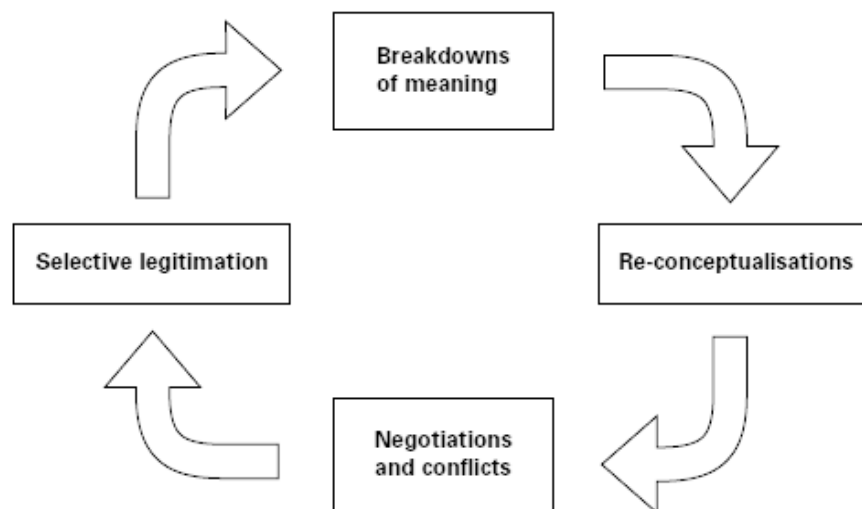 Breakdowns
of meaning
Selective legitimation
Re-conceptualisations
Negotiations
and conflicts